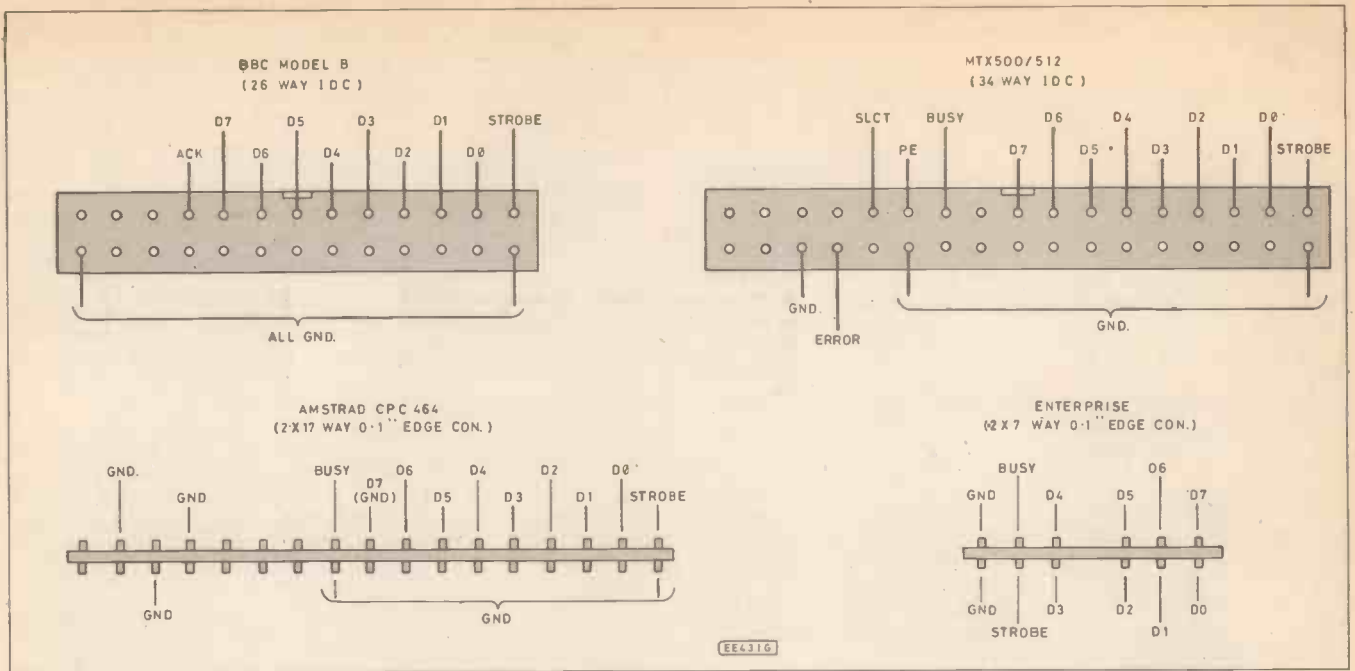 BBC MODEL B
(26 WAY IDC)
D7 D5 D3 D1 STROBE
ACK D6 D4 D2 D0
ALL GND.
MTX500/512
(34 WAY IDC)
SLCT BUSY D6 D4 D2 D0
PE D7 D5 D3 D1 STROBE
GND. GND.
ERROR
AMSTRAD CPC 464
(2X17 WAY 0·1" EDGE CON.)
GND. BUSY D6 D4 D2 D0
GND D7 (GND) D5 D3 D1 STROBE
GND GND
ENTERPRISE
(2X7 WAY 0·1" EDGE CON.)
BUSY D6
GND D4 D5 D7
GND D3 D2 D0
STROBE D1
EE431G